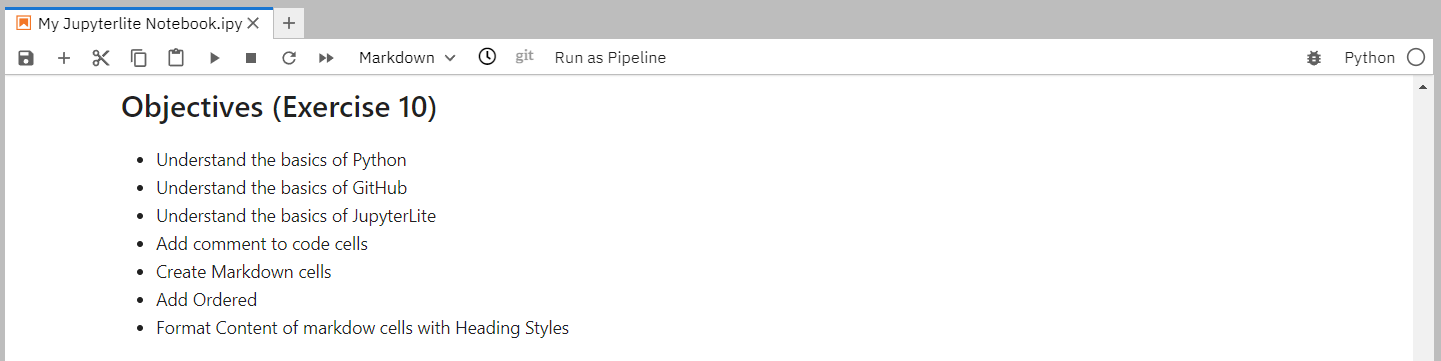 My Jupyterlite Notebook.ipy
Markdown git Run as Pipeline Python
Objectives (Exercise 10)
Understand the basics of Python
Understand the basics of GitHub
Understand the basics of JupyterLite
Add comment to code cells
Create Markdown cells
Add Ordered
Format Content of markdow cells with Heading Styles